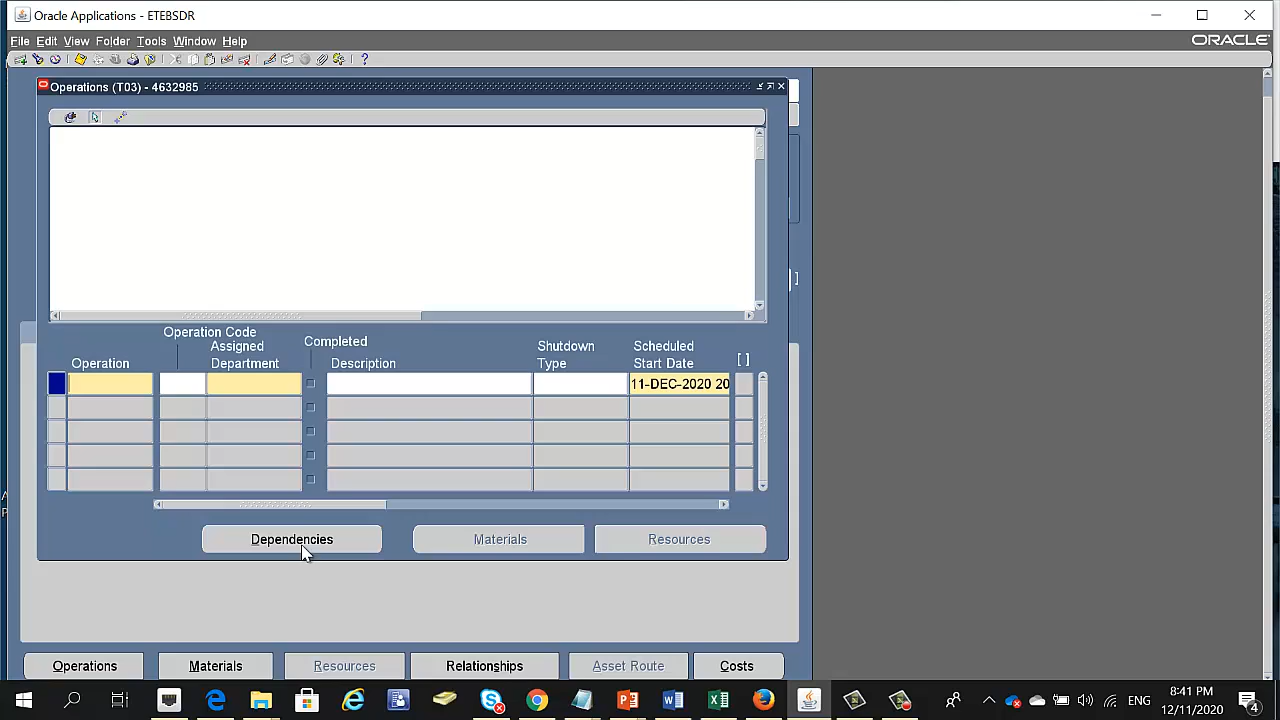 Oracle Applications - ETEBSDR
File Edit View Folder Tools Window Help
ORACLE
Operations (T03) - 4632985
]
Operation
Operation Code
Assigned Department
Completed
Description
Shutdown Type
Scheduled Start Date
[ ]
11-DEC-2020 20
Dependencies Materials Resources
Operations Materials Resources Relationships Asset Route Costs
ENG
8:41 PM
12/11/2020
4